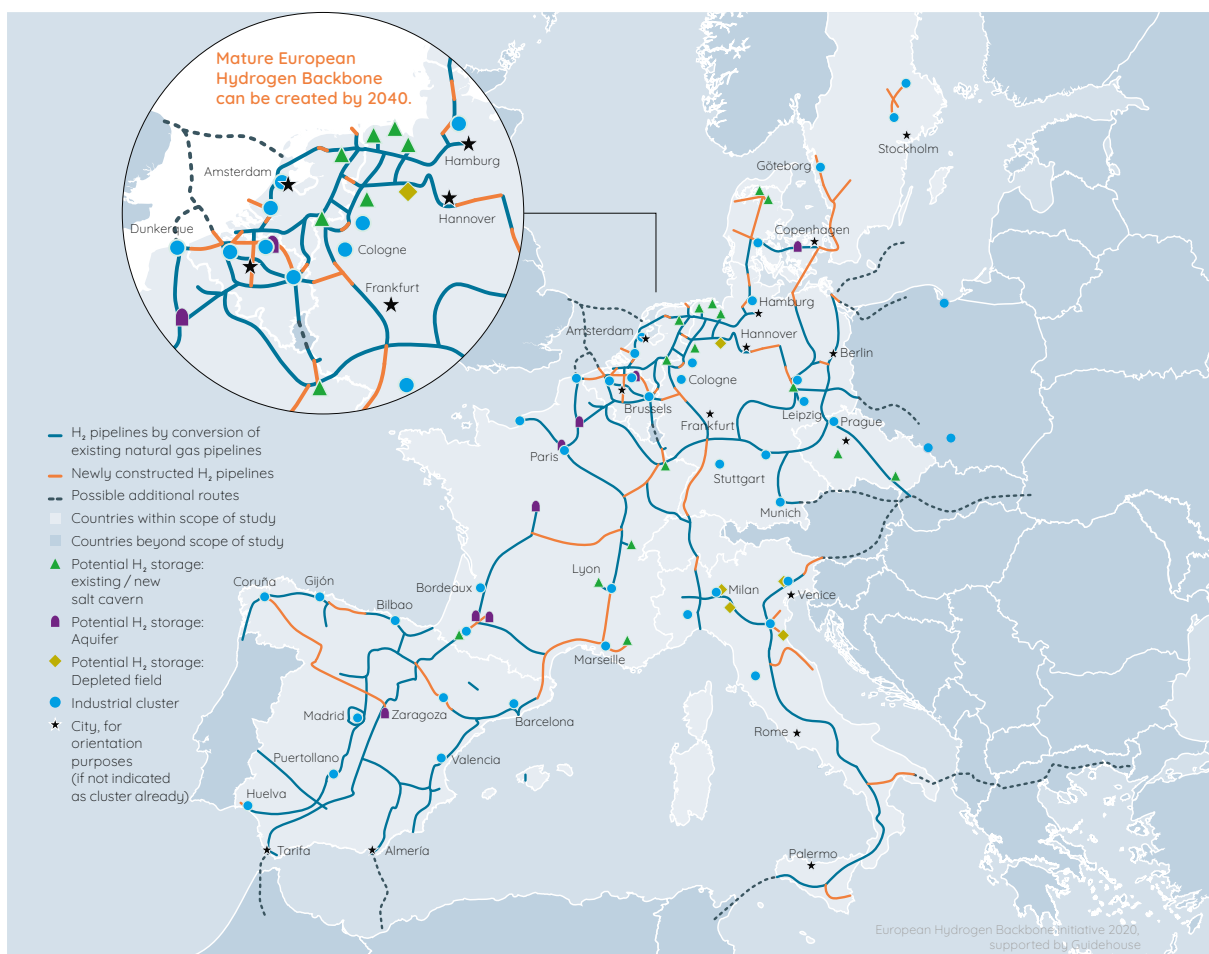 Mature European
Hydrogen Backbone
can be created by 2040.
Amsterdam
Hamburg
Hannover
Dunkerque
Cologne
Frankfurt
Stockholm
Göteborg
Copenhagen
Hamburg
Amsterdam
Hannover
Berlin
Cologne
Brussels
Leipzig
Frankfurt
Prague
Paris
Stuttgart
Munich
Lyon
Bordeaux
Milan
Venice
Coruña
Gijón
Bilbao
Marseille
Madrid
Zaragoza
Barcelona
Rome
Puertollano
Valencia
Huelva
Tarifa
Almería
Palermo
H₂ pipelines by conversion of
existing natural gas pipelines
Newly constructed H₂ pipelines
Possible additional routes
Countries within scope of study
Countries beyond scope of study
Potential H₂ storage:
existing / new
salt cavern
Potential H₂ storage:
Aquifer
Potential H₂ storage:
Depleted field
Industrial cluster
City, for
orientation
purposes
(if not indicated
as cluster already)
European Hydrogen Backbone initiative 2020,
supported by Guidehouse